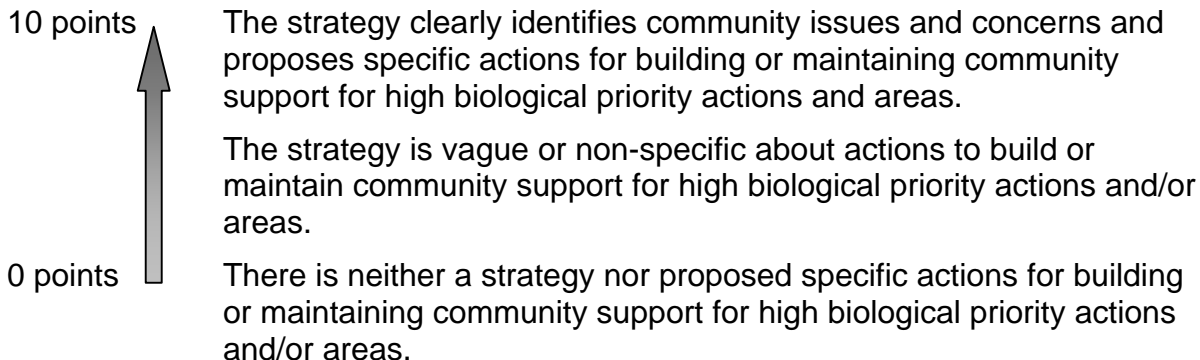 10 points The strategy clearly identifies community issues and concerns and
proposes specific actions for building or maintaining community
support for high biological priority actions and areas.
The strategy is vague or non-specific about actions to build or
maintain community support for high biological priority actions and/or
areas.
0 points There is neither a strategy nor proposed specific actions for building
or maintaining community support for high biological priority actions
and/or areas.